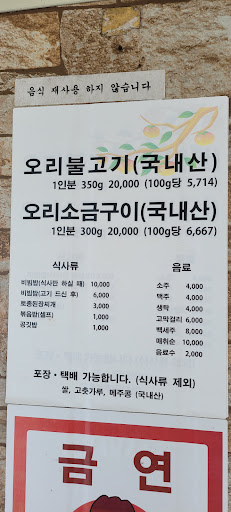 음식 재사용 하지 않습니다
오리불고기(국내산)
1인분 350g 20,000 (100g당 5,714)
오리소금구이(국내산)
1인분 300g 20,000 (100g당 6,667)
식사류
비빔밥(식사만 하실 때) 10,000
비빔밥(고기 드신 후) 6,000
토종된장찌개 3,000
볶음밥(셀프) 1,000
공깃밥 1,000
음료
소주 4,000
맥주 4,000
생탁 4,000
고막걸리 6,000
백세주 8,000
매취순 10,000
음료수 2,000
포장·택배 가능합니다. (식사류 제외)
쌀, 고춧가루, 메주콩 (국내산)
금연